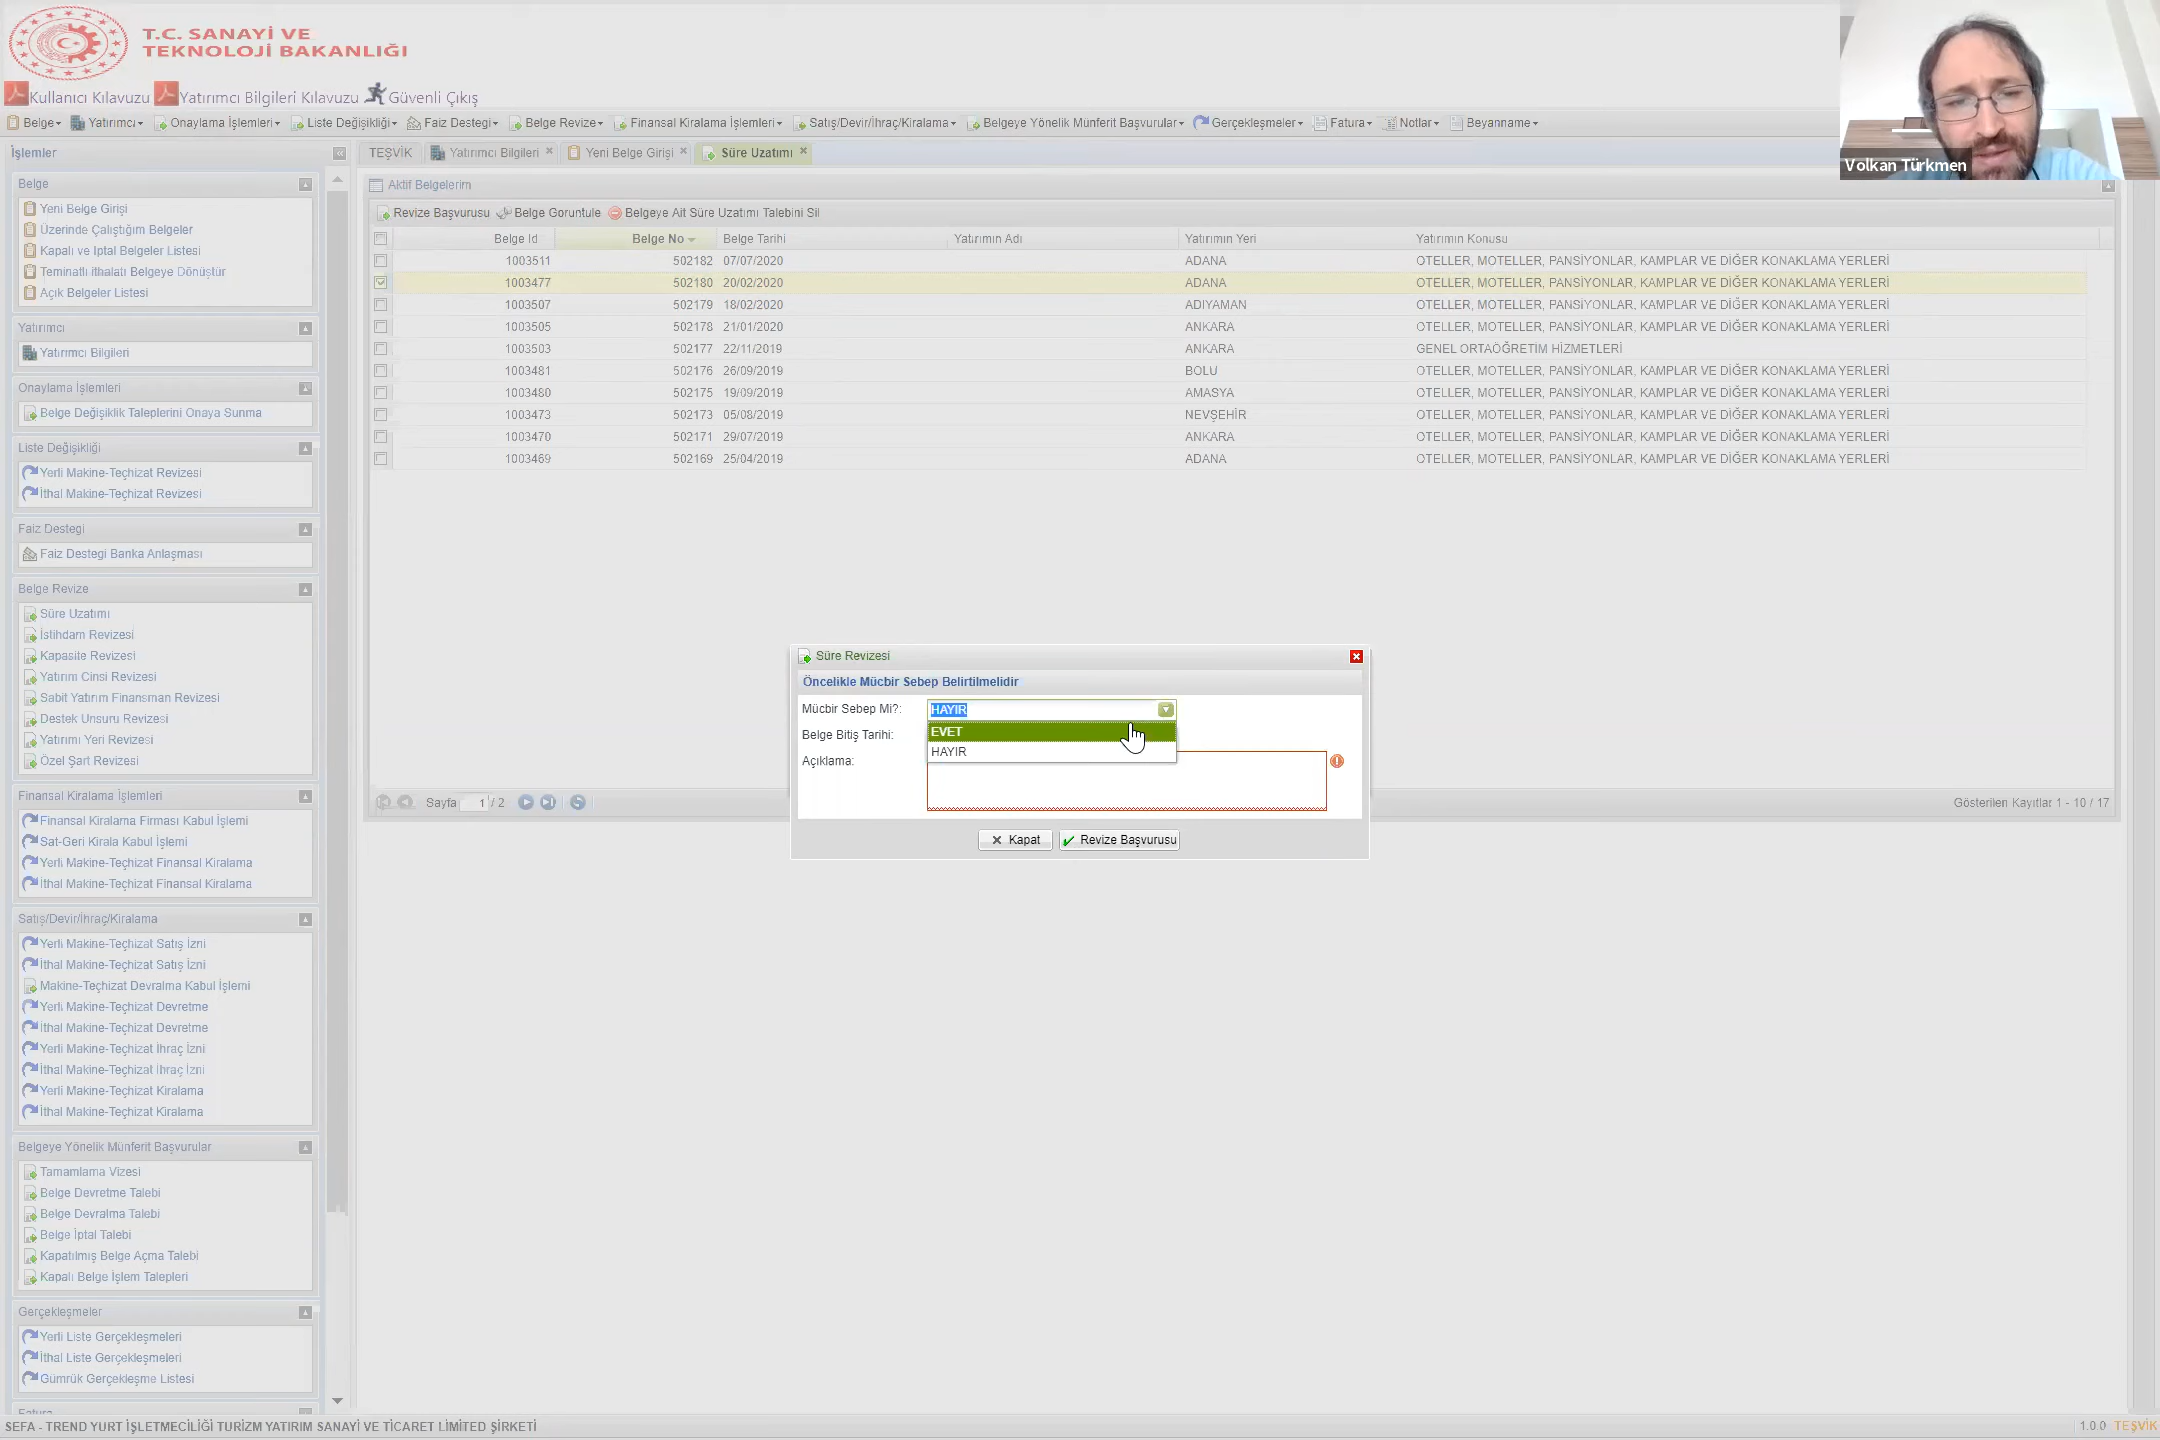 T.C. SANAYİ VE
TEKNOLOJİ BAKANLIĞI
Kullanıcı Kılavuzu Yatırımcı Bilgileri Kılavuzu Güvenli Çıkış
Belge Yatırımcı Onaylama İşlemleri Liste Değişikliği Faiz Destegi Belge Revize Finansal Kiralama İşlemleri Satış/Devir/İhraç/Kiralama Belgeye Yönelik Münferit Başvurular Gerçekleşmeler Fatura Notlar Beyanname
Volkan Türkmen
İşlemler
TEŞVİK Yatırımcı Bilgileri Yeni Belge Girişi Süre Uzatımı
Belge
Yeni Belge Girişi
Üzerinde Çalıştığım Belgeler
Kapalı ve Iptal Belgeler Listesi
Teminatlı ithalatı Belgeye Dönüştür
Açık Belgeler Listesi
Yatırımcı
Yatırımcı Bilgileri
Onaylama İşlemleri
Belge Değişiklik Taleplerini Onaya Sunma
Liste Değişikliği
Yerli Makine-Teçhizat Revizesi
İthal Makine-Teçhizat Revizesi
Faiz Destegi
Faiz Destegi Banka Anlaşması
Belge Revize
Süre Uzatımı
İstihdam Revizesi
Kapasite Revizesi
Yatırım Cinsi Revizesi
Sabit Yatırım Finansman Revizesi
Destek Unsuru Revizesi
Yatırımı Yeri Revizesi
Özel Şart Revizesi
Finansal Kiralama İşlemleri
Finansal Kiralama Firması Kabul İşlemi
Sat-Geri Kirala Kabul İşlemi
Yerli Makine-Teçhizat Finansal Kiralama
İthal Makine-Teçhizat Finansal Kiralama
Satış/Devir/İhraç/Kiralama
Yerli Makine-Teçhizat Satış İzni
İthal Makine-Teçhizat Satış İzni
Makine-Teçhizat Devralma Kabul İşlemi
Yerli Makine-Teçhizat Devretme
İthal Makine-Teçhizat Devretme
Yerli Makine-Teçhizat İhraç İzni
İthal Makine-Teçhizat İhraç İzni
Yerli Makine-Teçhizat Kiralama
İthal Makine-Teçhizat Kiralama
Belgeye Yönelik Münferit Başvurular
Tamamlama Vizesi
Belge Devretme Talebi
Belge Devralma Talebi
Belge İptal Talebi
Kapatılmış Belge Açma Talebi
Kapalı Belge İşlem Talepleri
Gerçekleşmeler
Yerli Liste Gerçekleşmeleri
İthal Liste Gerçekleşmeleri
Gümrük Gerçekleşme Listesi
Fatura
Aktif Belgelerim
Revize Başvurusu Belge Goruntule Belgeye Ait Süre Uzatımı Talebini Sil
Belge Id Belge No Belge Tarihi Yatırımın Adı Yatırımın Yeri Yatırımın Konusu
1003511 502182 07/07/2020 ADANA OTELLER, MOTELLER, PANSİYONLAR, KAMPLAR VE DİĞER KONAKLAMA YERLERİ
1003477 502180 20/02/2020 ADANA OTELLER, MOTELLER, PANSİYONLAR, KAMPLAR VE DİĞER KONAKLAMA YERLERİ
1003507 502179 18/02/2020 ADIYAMAN OTELLER, MOTELLER, PANSİYONLAR, KAMPLAR VE DİĞER KONAKLAMA YERLERİ
1003505 502178 21/01/2020 ANKARA OTELLER, MOTELLER, PANSİYONLAR, KAMPLAR VE DİĞER KONAKLAMA YERLERİ
1003503 502177 22/11/2019 ANKARA GENEL ORTAÖĞRETİM HİZMETLERİ
1003481 502176 26/09/2019 BOLU OTELLER, MOTELLER, PANSİYONLAR, KAMPLAR VE DİĞER KONAKLAMA YERLERİ
1003480 502175 19/09/2019 AMASYA OTELLER, MOTELLER, PANSİYONLAR, KAMPLAR VE DİĞER KONAKLAMA YERLERİ
1003473 502173 05/08/2019 NEVŞEHİR OTELLER, MOTELLER, PANSİYONLAR, KAMPLAR VE DİĞER KONAKLAMA YERLERİ
1003470 502171 29/07/2019 ANKARA OTELLER, MOTELLER, PANSİYONLAR, KAMPLAR VE DİĞER KONAKLAMA YERLERİ
1003469 502169 25/04/2019 ADANA OTELLER, MOTELLER, PANSİYONLAR, KAMPLAR VE DİĞER KONAKLAMA YERLERİ
Süre Revizesi
Öncelikle Mücbir Sebep Belirtilmelidir
Mücbir Sebep Mi?: HAYIR
EVET
Belge Bitiş Tarihi:
HAYIR
Açıklama:
Kapat Revize Başvurusu
Sayfa 1 / 2
Gösterilen Kayıtlar 1 - 10 / 17
SEFA - TREND YURT İŞLETMECİLİĞİ TURİZM YATIRIM SANAYİ VE TİCARET LİMİTED ŞİRKETİ
1.0.0 TEŞVİK